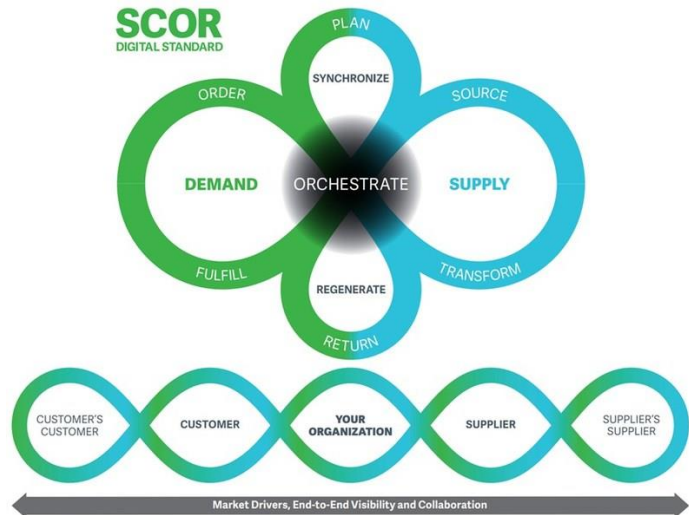 SCOR
DIGITAL STANDARD
PLAN
SYNCHRONIZE
ORDER
SOURCE
DEMAND
ORCHESTRATE
SUPPLY
FULFILL
TRANSFORM
REGENERATE
RETURN
CUSTOMER'S
CUSTOMER
CUSTOMER
YOUR
ORGANIZATION
SUPPLIER
SUPPLIER'S
SUPPLIER
Market Drivers, End-to-End Visibility and Collaboration